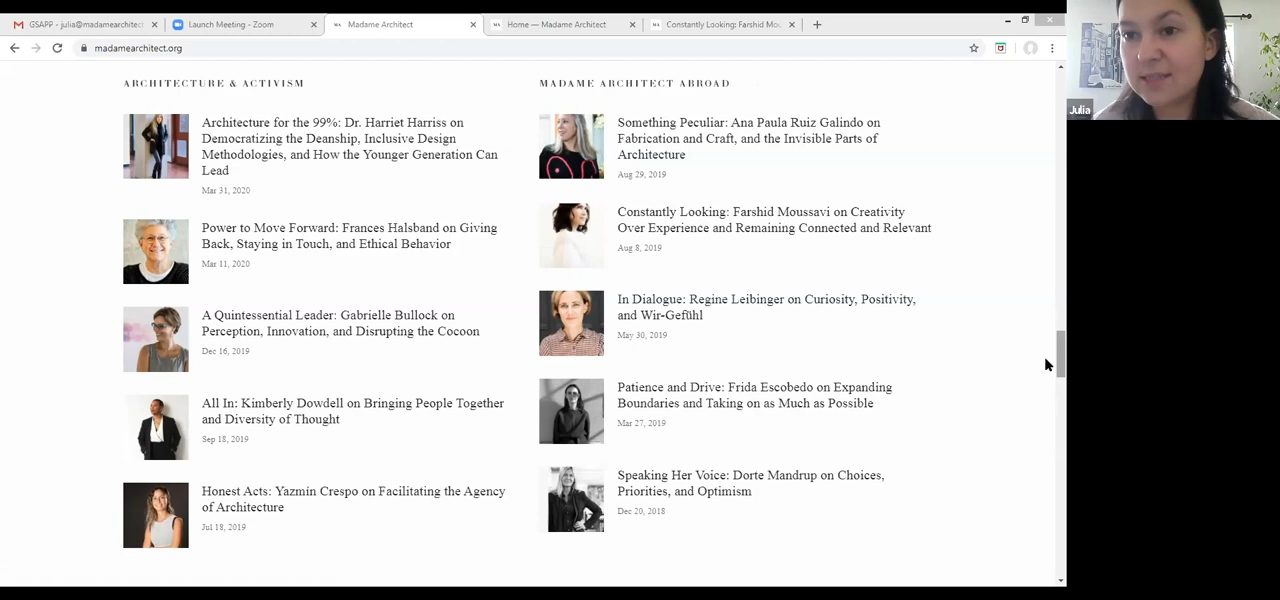 GSAPP - julia@madamearchitect
Launch Meeting - Zoom
Madame Architect
Home — Madame Architect
Constantly Looking: Farshid Mou
madamearchitect.org
ARCHITECTURE & ACTIVISM
Architecture for the 99%: Dr. Harriet Harriss on
Democratizing the Deanship, Inclusive Design
Methodologies, and How the Younger Generation Can
Lead
Mar 31, 2020
Power to Move Forward: Frances Halsband on Giving
Back, Staying in Touch, and Ethical Behavior
Mar 11, 2020
A Quintessential Leader: Gabrielle Bullock on
Perception, Innovation, and Disrupting the Cocoon
Dec 16, 2019
All In: Kimberly Dowdell on Bringing People Together
and Diversity of Thought
Sep 18, 2019
Honest Acts: Yazmín Crespo on Facilitating the Agency
of Architecture
Jul 18, 2019
MADAME ARCHITECT ABROAD
Something Peculiar: Ana Paula Ruiz Galindo on
Fabrication and Craft, and the Invisible Parts of
Architecture
Aug 29, 2019
Constantly Looking: Farshid Moussavi on Creativity
Over Experience and Remaining Connected and Relevant
Aug 8, 2019
In Dialogue: Regine Leibinger on Curiosity, Positivity,
and Wir-Gefühl
May 30, 2019
Patience and Drive: Frida Escobedo on Expanding
Boundaries and Taking on as Much as Possible
Mar 27, 2019
Speaking Her Voice: Dorte Mandrup on Choices,
Priorities, and Optimism
Dec 20, 2018
Julia